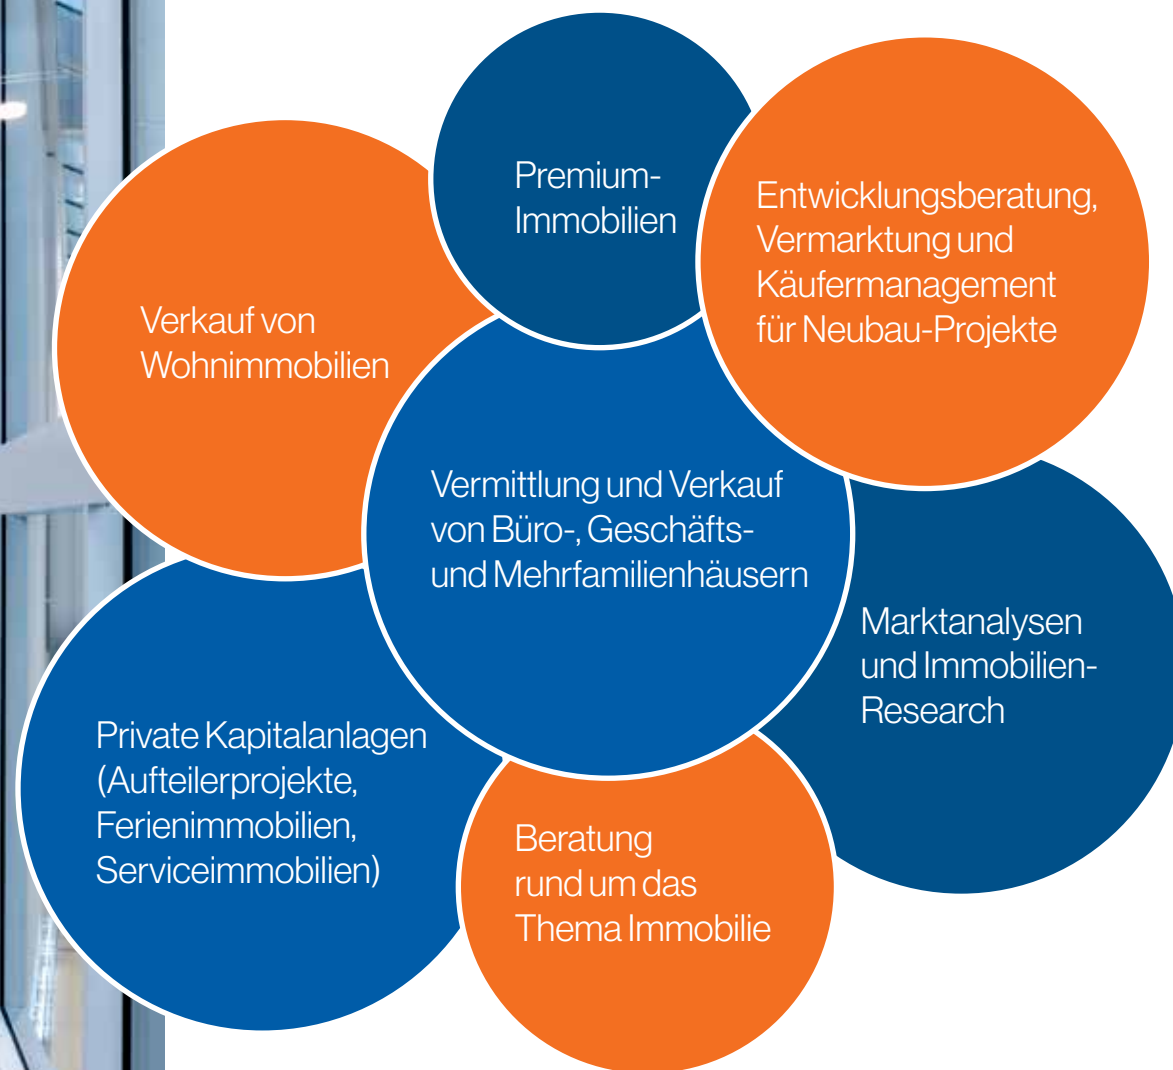 Premium-
Immobilien
Entwicklungsberatung,
Vermarktung und
Käufermanagement
für Neubau-Projekte
Verkauf von
Wohnimmobilien
Vermittlung und Verkauf
von Büro-, Geschäfts-
und Mehrfamilienhäusern
Marktanalysen
und Immobilien-
Research
Private Kapitalanlagen
(Aufteilerprojekte,
Ferienimmobilien,
Serviceimmobilien)
Beratung
rund um das
Thema Immobilie